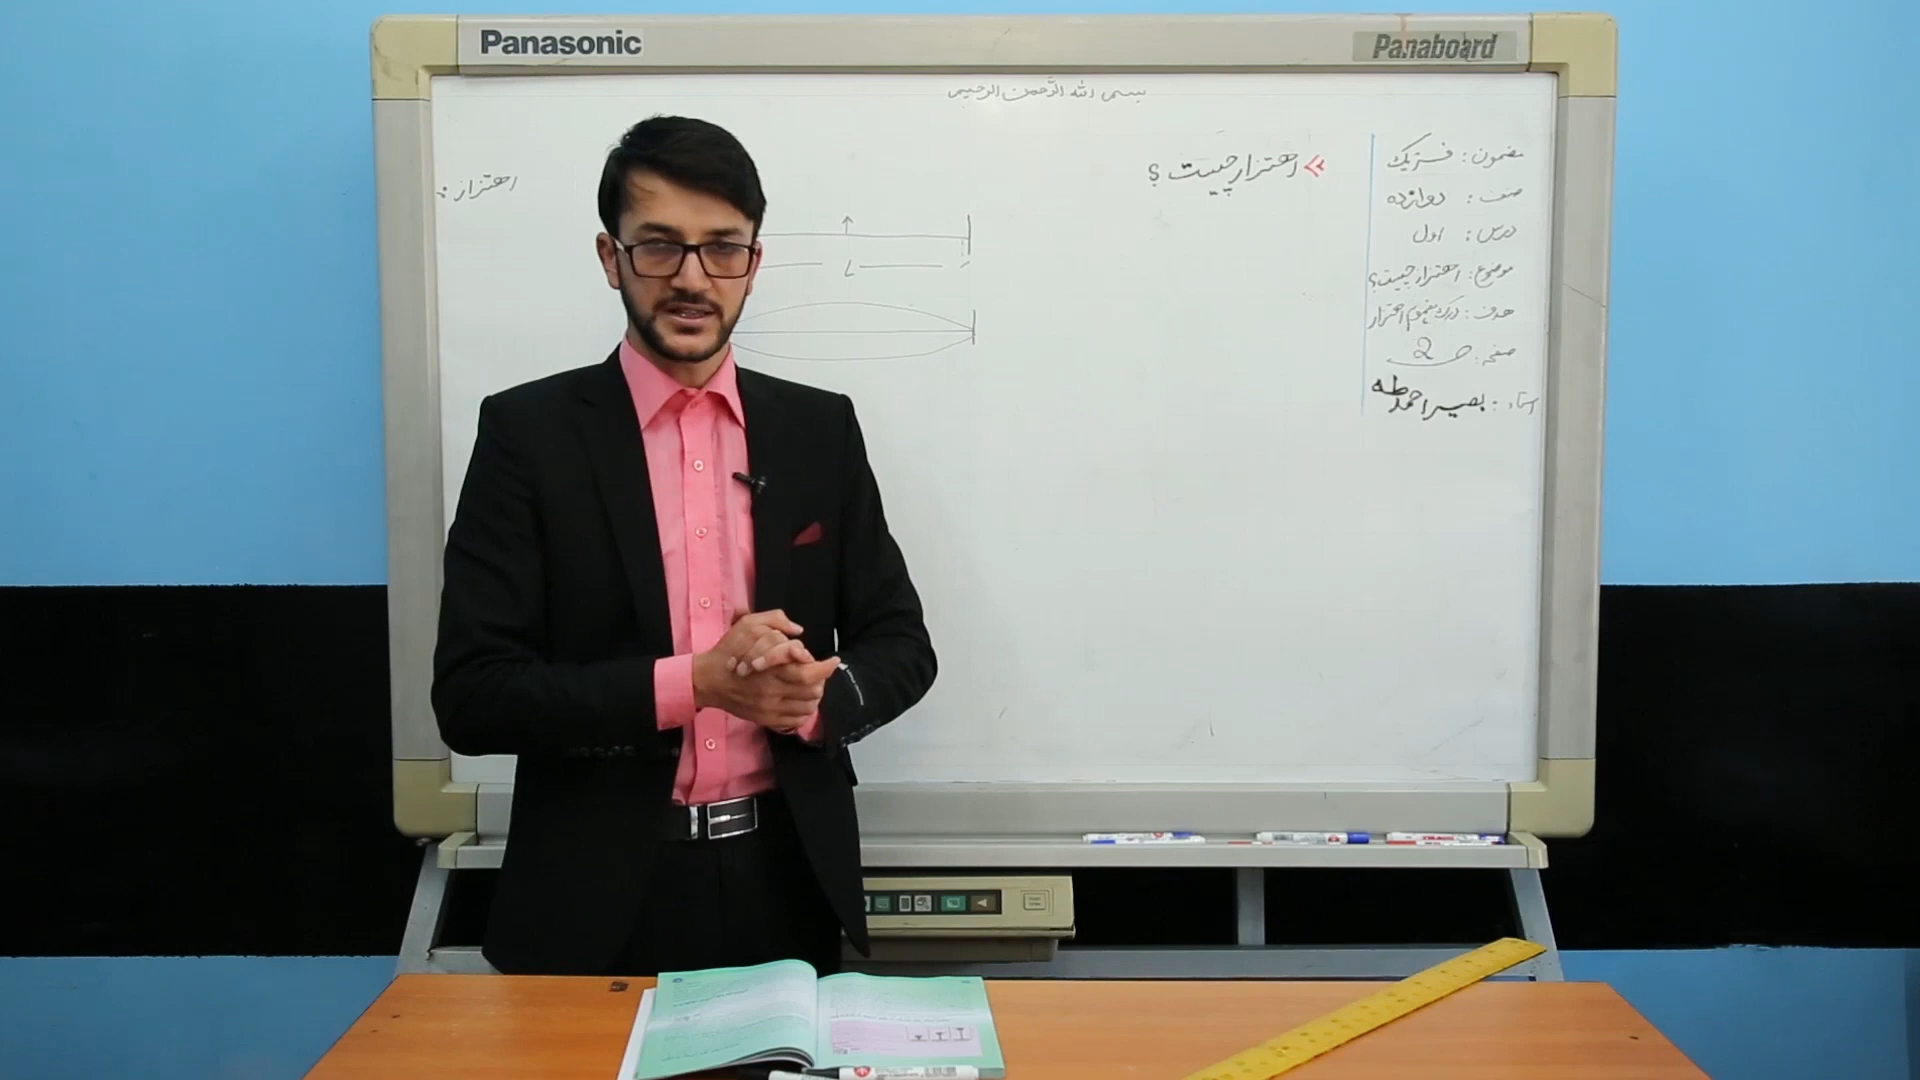 Panasonic
Panaboard
بسم الله الرحمن الرحیم
مضمون: فزیک
صنف: دوازده
درس: اول
موضوع: اهتزاز چیست؟
هدف: درک مفهوم اهتزاز
صفحه: 2
استاد: بصیر احمد طه
اهتزاز چیست؟
اهتزاز:
L